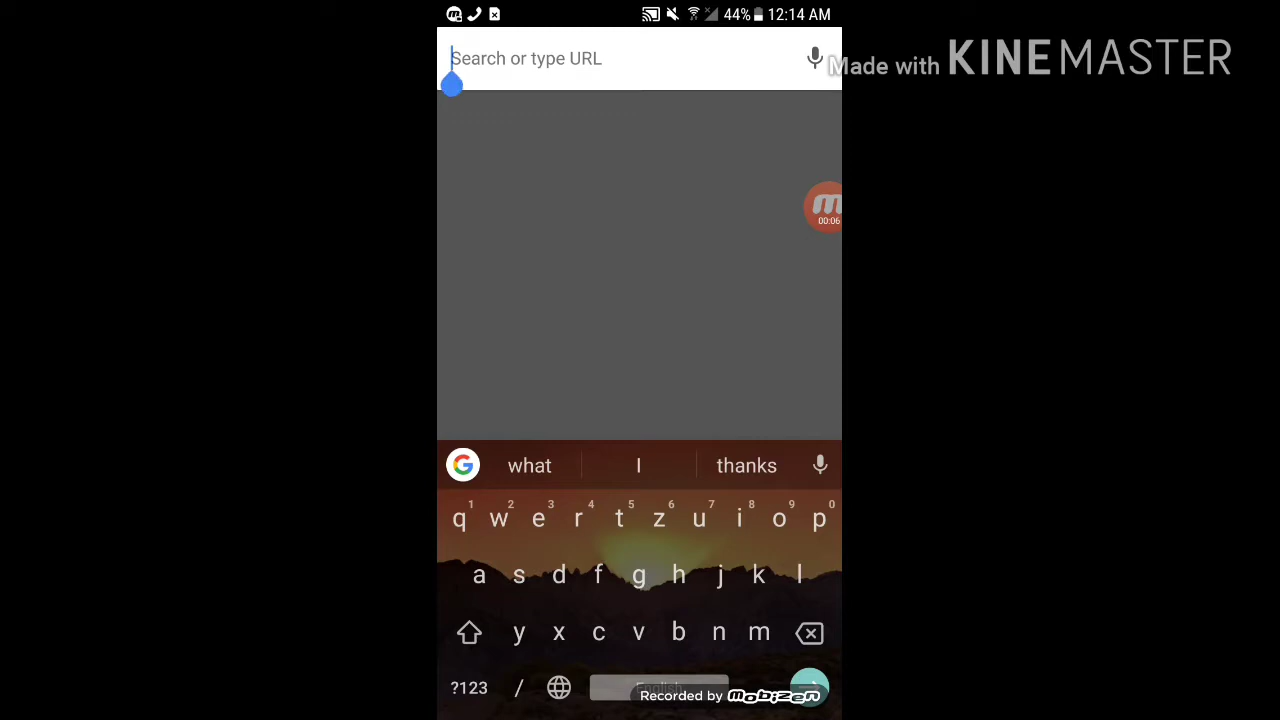 44% 12:14 AM
Search or type URL
Made with KINEMASTER
00:06
what I thanks
1 2 3 4 5 6 7 8 9 0
q w e r t z u i o p
a s d f g h j k l
y x c v b n m
?123 / English
Recorded by mobizen